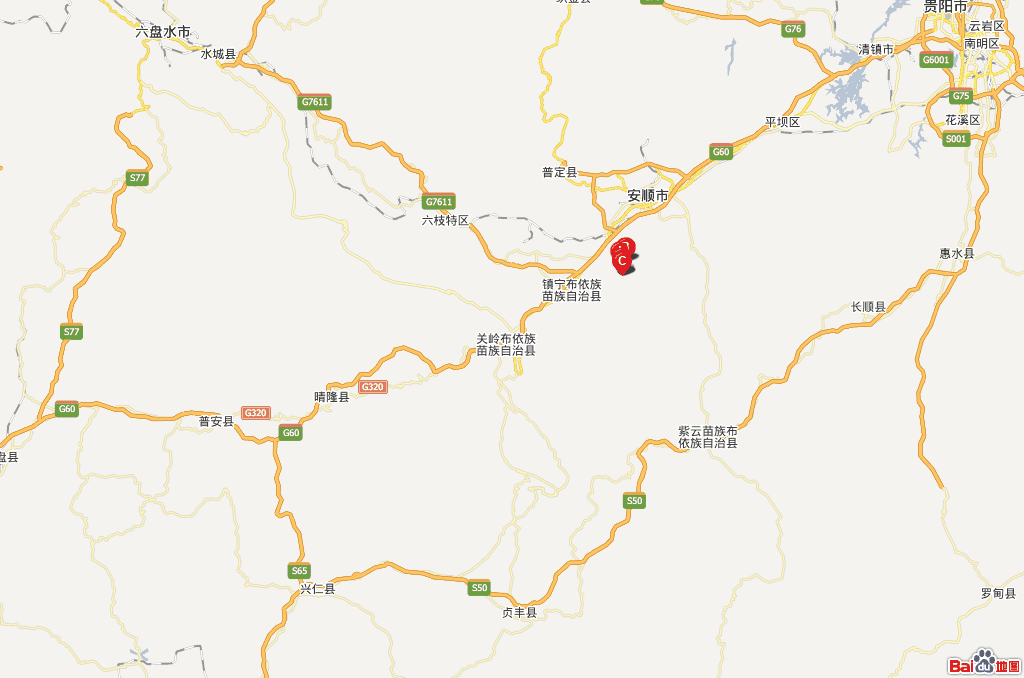 贵阳市
六盘水市
云岩区
G76
南明区
清镇市
水城县
G6001
G7611
G75
花溪区
平坝区
S001
G60
普定县
S77
安顺市
G7611
六枝特区
惠水县
C
镇宁布依族
苗族自治县
长顺县
S77
关岭布依族
苗族自治县
G320
晴隆县
G60
G320
普安县
G60
紫云苗族布
依族自治县
盘县
S50
S65
兴仁县
S50
罗甸县
贞丰县
Bai du 地图